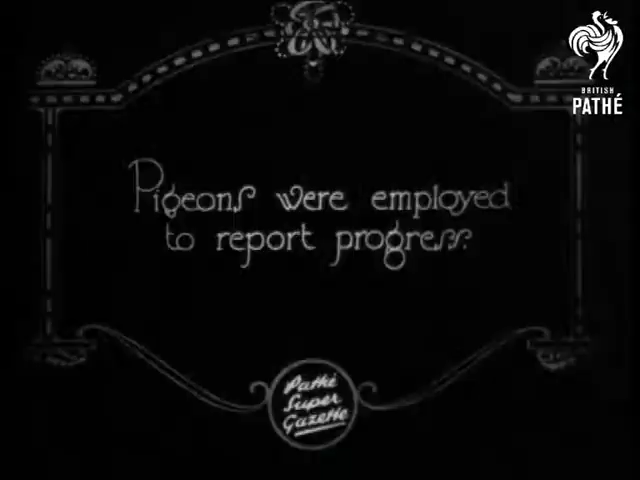 BRITISH
PATHÉ
Pigeons were employed
to report progress.
Pathé
Super
Gazette